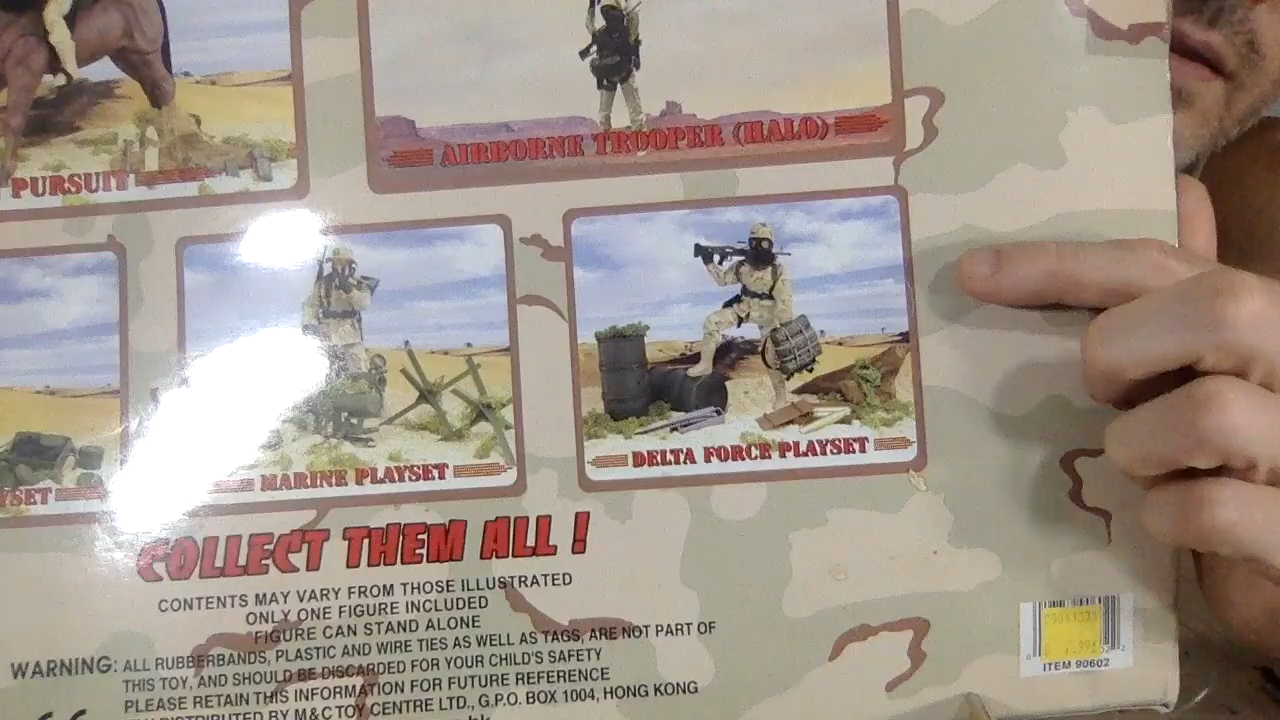 PURSUIT
AIRBORNE TROOPER (HALO)
MARINE PLAYSET
DELTA FORCE PLAYSET
COLLECT THEM ALL !
CONTENTS MAY VARY FROM THOSE ILLUSTRATED
ONLY ONE FIGURE INCLUDED
FIGURE CAN STAND ALONE
WARNING: ALL RUBBERBANDS, PLASTIC AND WIRE TIES AS WELL AS TAGS, ARE NOT PART OF
THIS TOY, AND SHOULD BE DISCARDED FOR YOUR CHILD'S SAFETY
PLEASE RETAIN THIS INFORMATION FOR FUTURE REFERENCE
DISTRIBUTED BY M&C TOY CENTRE LTD., G.P.O. BOX 1004, HONG KONG
ITEM 90602